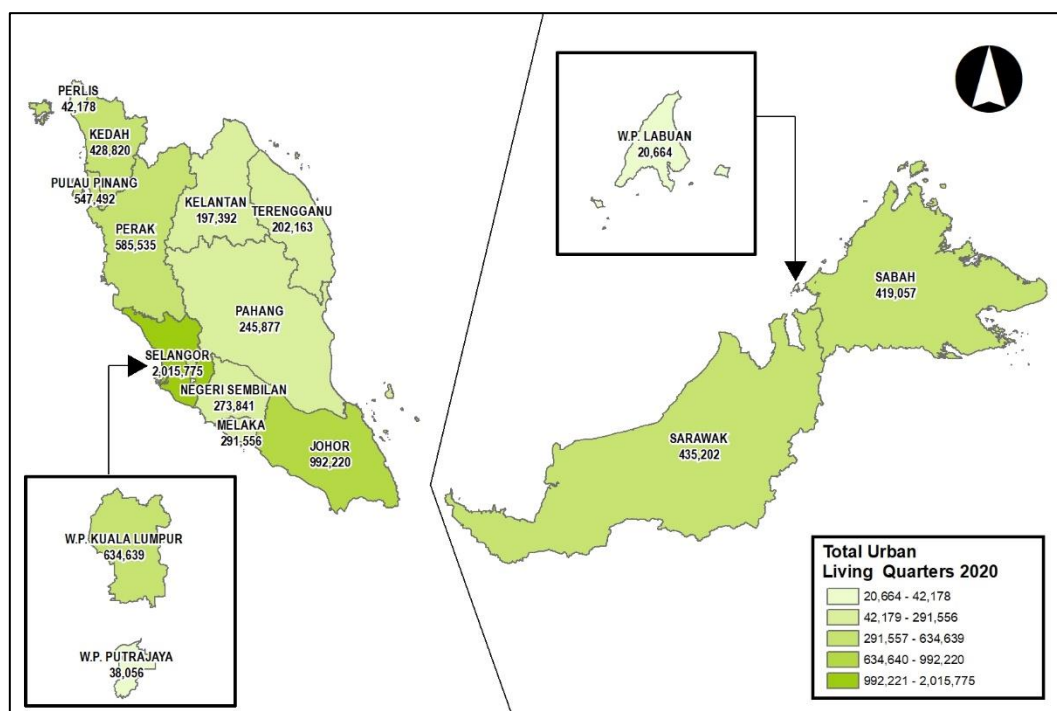 PERLIS
42,178
KEDAH
428,820
PULAU PINANG
547,492
PERAK
585,535
KELANTAN
197,392
TERENGGANU
202,163
PAHANG
245,877
SELANGOR
2,015,775
NEGERI SEMBILAN
273,841
MELAKA
291,556
JOHOR
992,220
W.P. KUALA LUMPUR
634,639
W.P. PUTRAJAYA
38,056
W.P. LABUAN
20,664
SABAH
419,057
SARAWAK
435,202
Total Urban
Living Quarters 2020
20,664 - 42,178
42,179 - 291,556
291,557 - 634,639
634,640 - 992,220
992,221 - 2,015,775